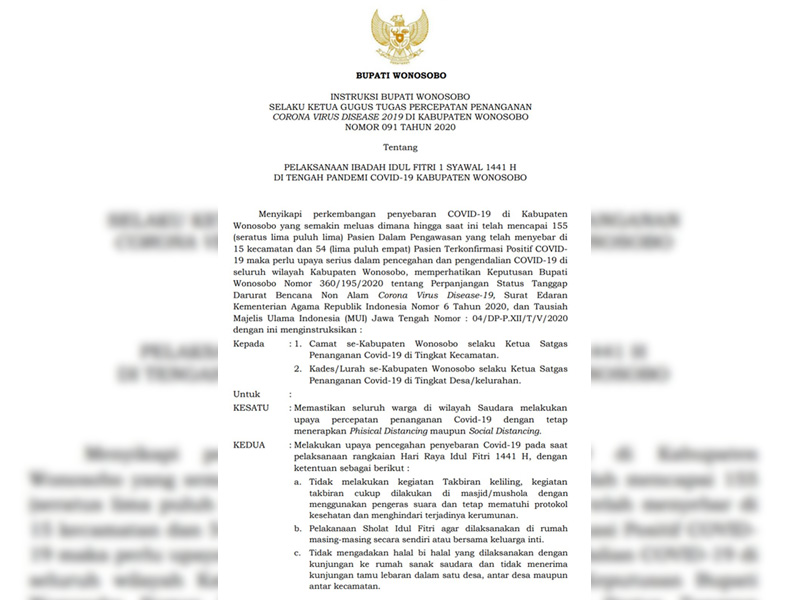 BUPATI WONOSOBO
INSTRUKSI BUPATI WONOSOBO
SELAKU KETUA GUGUS TUGAS PERCEPATAN PENANGANAN
CORONA VIRUS DISEASE 2019 DI KABUPATEN WONOSOBO
NOMOR 091 TAHUN 2020
Tentang
PELAKSANAAN IBADAH IDUL FITRI 1 SYAWAL 1441 H
DI TENGAH PANDEMI COVID-19 KABUPATEN WONOSOBO
Menyikapi perkembangan penyebaran COVID-19 di Kabupaten
Wonosobo yang semakin meluas dimana hingga saat ini telah mencapai 155
(seratus lima puluh lima) Pasien Dalam Pengawasan yang telah menyebar di
15 kecamatan dan 54 (lima puluh empat) Pasien Terkonfirmasi Positif COVID-
19 maka perlu upaya serius dalam pencegahan dan pengendalian COVID-19 di
seluruh wilayah Kabupaten Wonosobo, memperhatikan Keputusan Bupati
Wonosobo Nomor 360/195/2020 tentang Perpanjangan Status Tanggap
Darurat Bencana Non Alam Corona Virus Disease-19, Surat Edaran
Kementerian Agama Republik Indonesia Nomor 6 Tahun 2020, dan Tausiah
Majelis Ulama Indonesia (MUI) Jawa Tengah Nomor : 04/DP-P.XII/T/V/2020
dengan ini menginstruksikan :
Kepada : 1. Camat se-Kabupaten Wonosobo selaku Ketua Satgas
Penanganan Covid-19 di Tingkat Kecamatan.
2. Kades/Lurah se-Kabupaten Wonosobo selaku Ketua Satgas
Penanganan Covid-19 di Tingkat Desa/kelurahan.
Untuk :
KESATU : Memastikan seluruh warga di wilayah Saudara melakukan
upaya percepatan penanganan Covid-19 dengan tetap
menerapkan Phisical Distancing maupun Social Distancing.
KEDUA : Melakukan upaya pencegahan penyebaran Covid-19 pada saat
pelaksanaan rangkaian Hari Raya Idul Fitri 1441 H, dengan
ketentuan sebagai berikut :
a. Tidak melakukan kegiatan Takbiran keliling, kegiatan
takbiran cukup dilakukan di masjid/mushola dengan
menggunakan pengeras suara dan tetap mematuhi protokol
kesehatan dan menghindari terjadinya kerumunan.
b. Pelakanaan Sholat Idul Fitri agar dilaksanakan di rumah
masing-masing secara sendiri atau bersama keluarga inti.
c. Tidak mengadakan halal bi halal yang dilaksanakan dengan
kunjungan ke rumah sanak saudara dan tidak menerima
kunjungan tamu lebaran dalam satu desa, antar desa maupun
antar kecamatan.